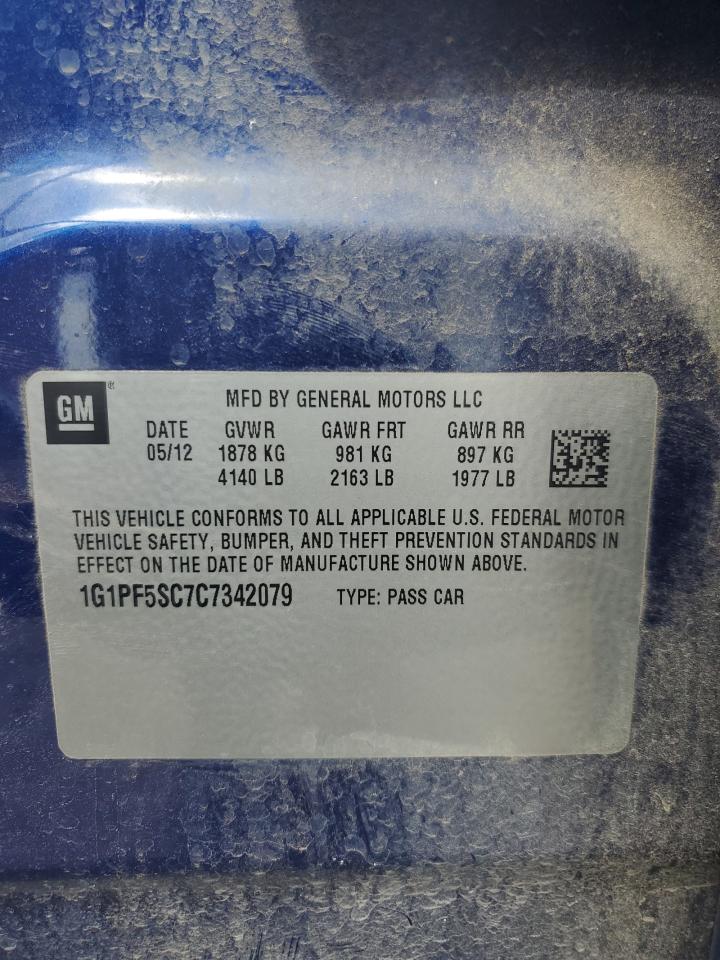 GM®
MFD BY GENERAL MOTORS LLC
DATE GVWR GAWR FRT GAWR RR
05/12 1878 KG 981 KG 897 KG
4140 LB 2163 LB 1977 LB
THIS VEHICLE CONFORMS TO ALL APPLICABLE U.S. FEDERAL MOTOR
VEHICLE SAFETY, BUMPER, AND THEFT PREVENTION STANDARDS IN
EFFECT ON THE DATE OF MANUFACTURE SHOWN ABOVE.
1G1PF5SC7C7342079 TYPE: PASS CAR